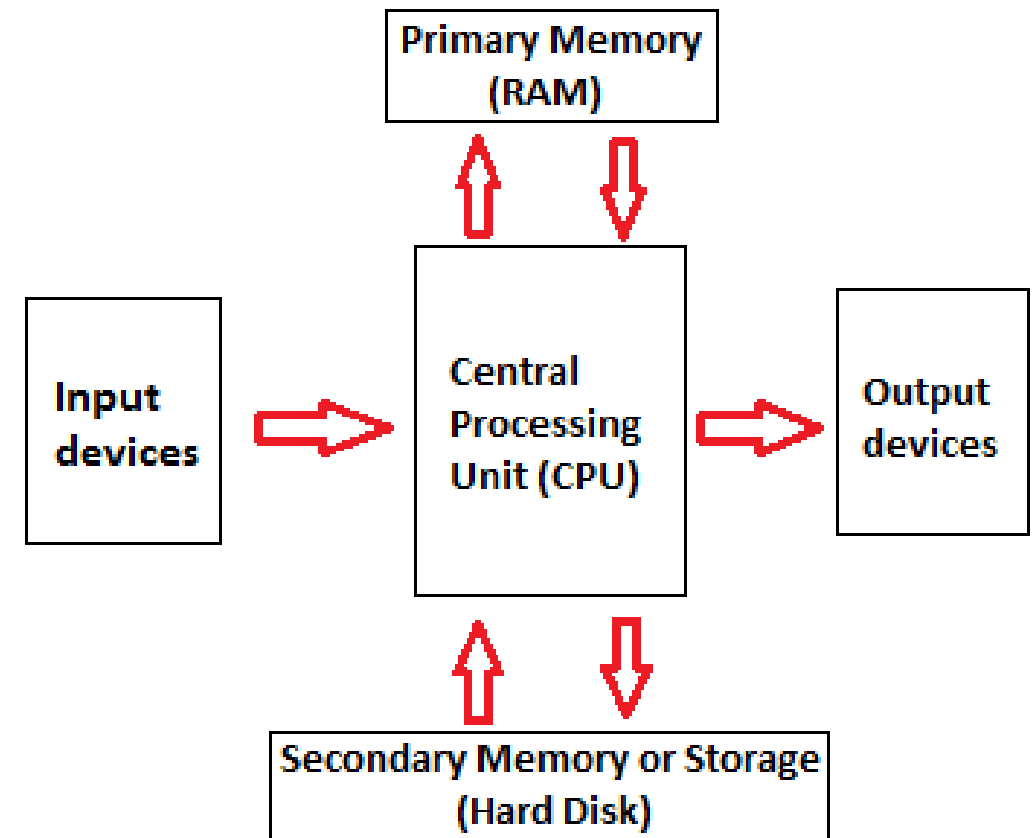 Primary Memory
(RAM)
Input
devices
Central
Processing
Unit (CPU)
Output
devices
Secondary Memory or Storage
(Hard Disk)